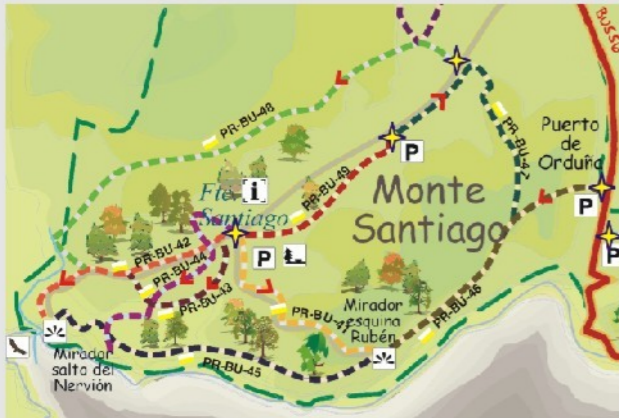 BU556
PR-BU-48
Puerto
de
Orduña
P
PR-BU-47
P
PR-BU-49
i
Fte.
Santiago
Monte
Santiago
P
P
PR-BU-42
P
PR-BU-44
PR-BU-43
PR-BU-46
PR-BU-41
Mirador
esquina
Rubén
Mirador
salto del
Nervión
PR-BU-45